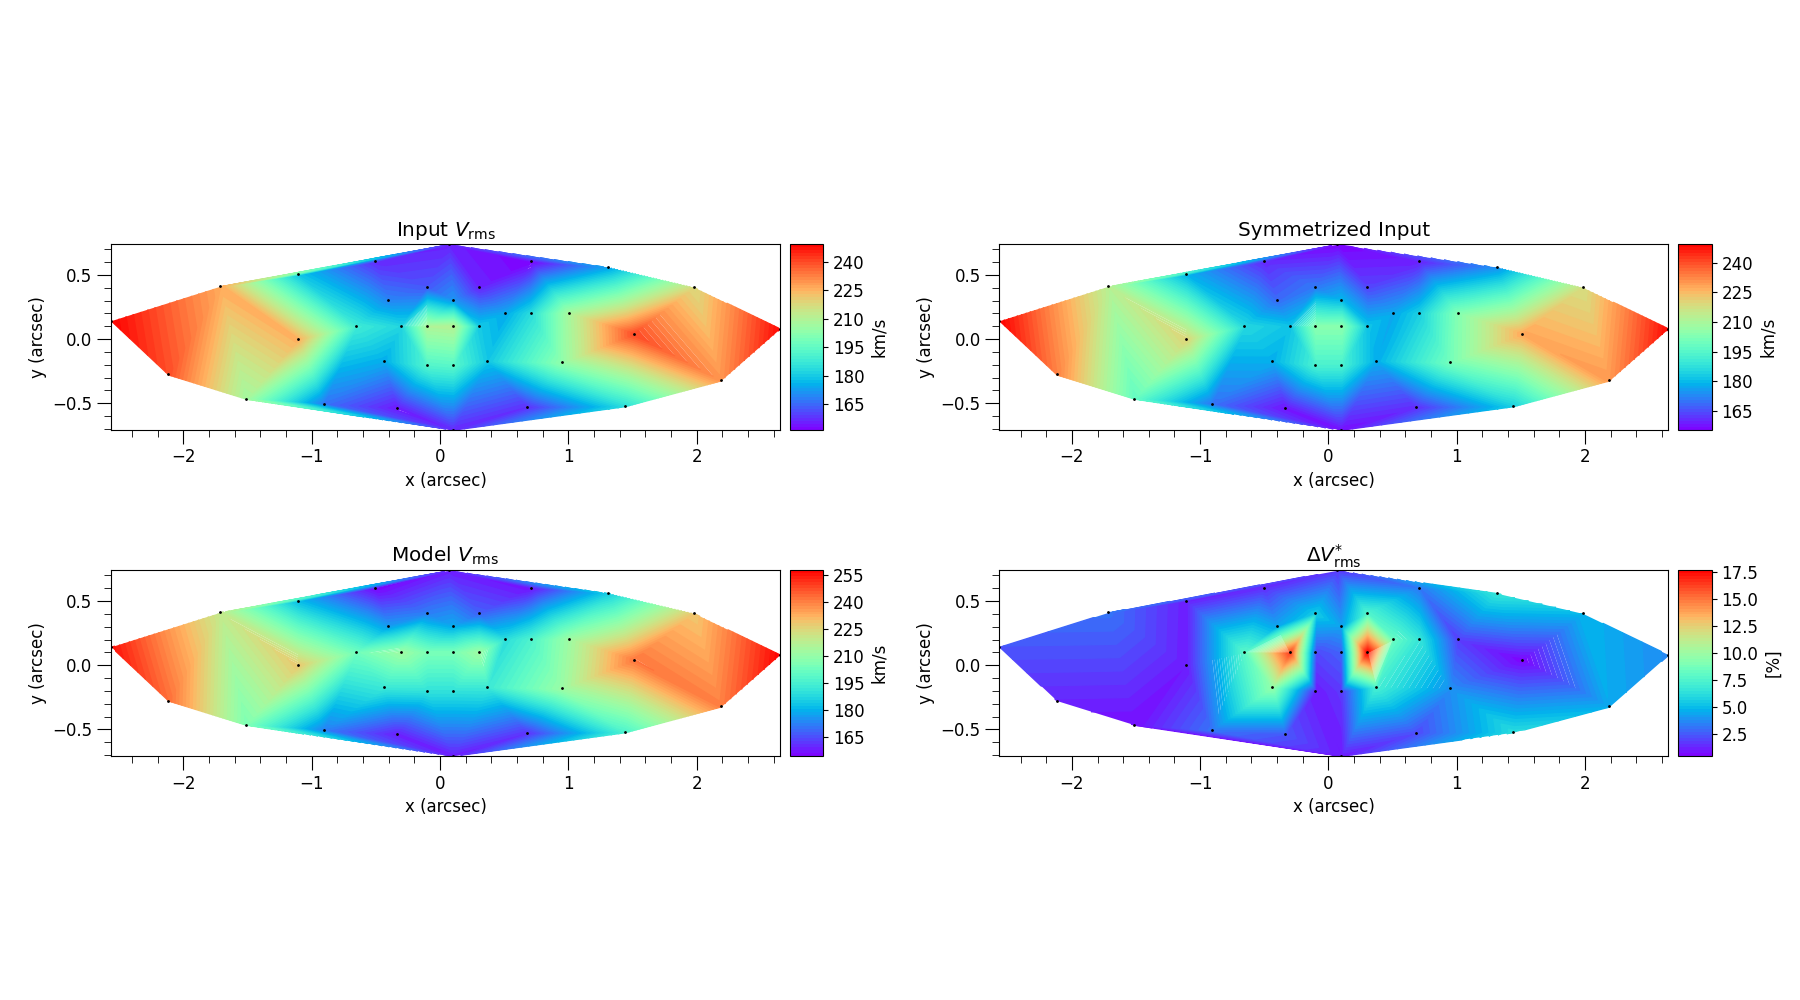 Input Vrms
Symmetrized Input
y (arcsec)
0.5
0.0
−0.5
−2 −1 0 1 2
x (arcsec)
240
225
210
195
180
165
km/s
y (arcsec)
0.5
0.0
−0.5
−2 −1 0 1 2
x (arcsec)
240
225
210
195
180
165
km/s
Model Vrms
ΔV*rms
y (arcsec)
0.5
0.0
−0.5
−2 −1 0 1 2
x (arcsec)
255
240
225
210
195
180
165
km/s
y (arcsec)
0.5
0.0
−0.5
−2 −1 0 1 2
x (arcsec)
17.5
15.0
12.5
10.0
7.5
5.0
2.5
[%]